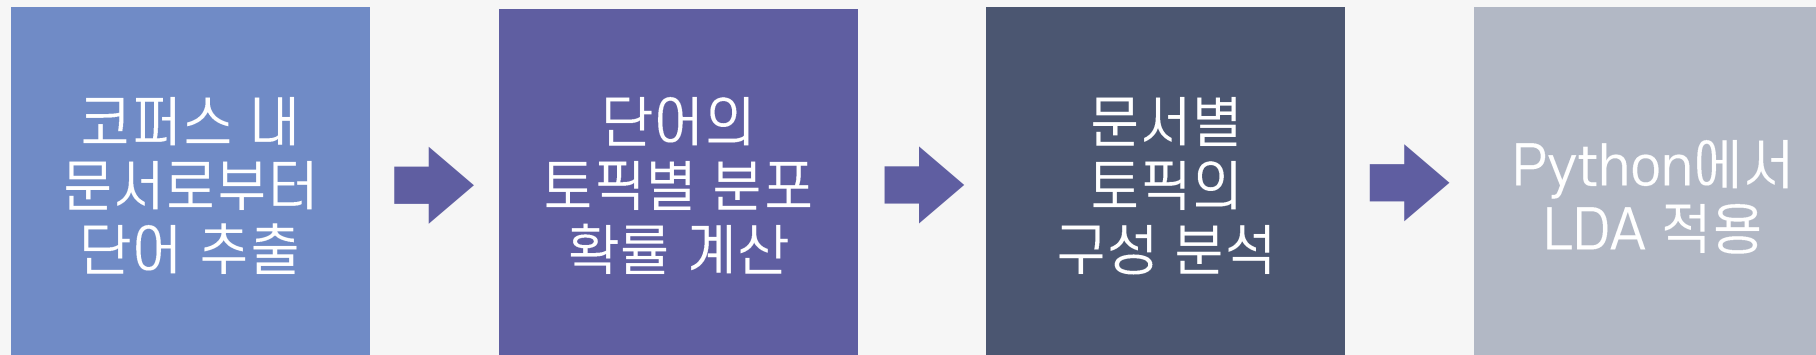 코퍼스 내
문서로부터
단어 추출
단어의
토픽별 분포
확률 계산
문서별
토픽의
구성 분석
Python에서
LDA 적용